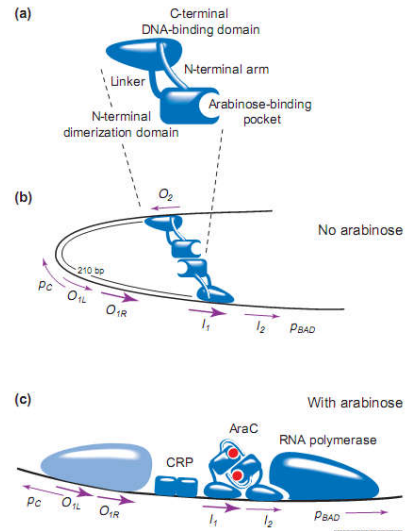 (a)
C-terminal
DNA-binding domain
N-terminal arm
Linker
Arabinose-binding
pocket
N-terminal
dimerization domain
(b)
O2
No arabinose
210 bp
pC
O1L
O1R
I1
I2
pBAD
(c)
With arabinose
AraC
CRP
RNA polymerase
pC
O1L
O1R
I1
I2
pBAD